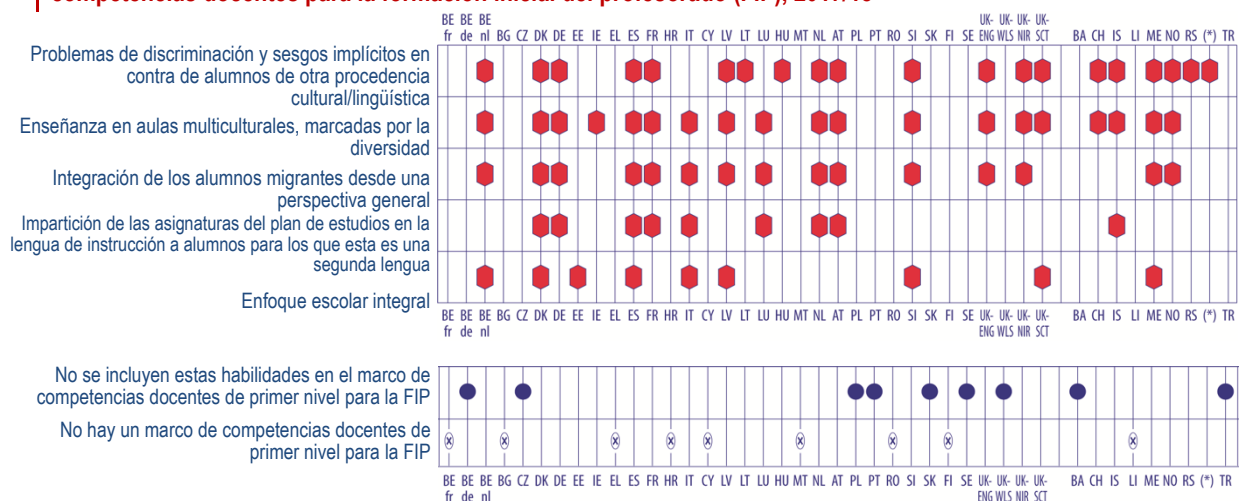 competencias docentes para la formación inicial del profesorado (FIP), 2017/18
BE BE BE UK- UK- UK- UK-
fr de nl BG CZ DK DE EE IE EL ES FR HR IT CY LV LT LU HU MT NL AT PL PT RO SI SK FI SE ENG WLS NIR SCT BA CH IS LI ME NO RS (*) TR
Problemas de discriminación y sesgos implícitos en
contra de alumnos de otra procedencia
cultural/lingüística
Enseñanza en aulas multiculturales, marcadas por la
diversidad
Integración de los alumnos migrantes desde una
perspectiva general
Impartición de las asignaturas del plan de estudios en la
lengua de instrucción a alumnos para los que esta es una
segunda lengua
Enfoque escolar integral
BE BE BE BG CZ DK DE EE IE EL ES FR HR IT CY LV LT LU HU MT NL AT PL PT RO SI SK FI SE UK- UK- UK- UK- BA CH IS LI ME NO RS (*) TR
fr de nl ENG WLS NIR SCT
No se incluyen estas habilidades en el marco de
competencias docentes de primer nivel para la FIP
No hay un marco de competencias docentes de
primer nivel para la FIP
BE BE BE BG CZ DK DE EE IE EL ES FR HR IT CY LV LT LU HU MT NL AT PL PT RO SI SK FI SE UK- UK- UK- UK- BA CH IS LI ME NO RS (*) TR
fr de nl ENG WLS NIR SCT